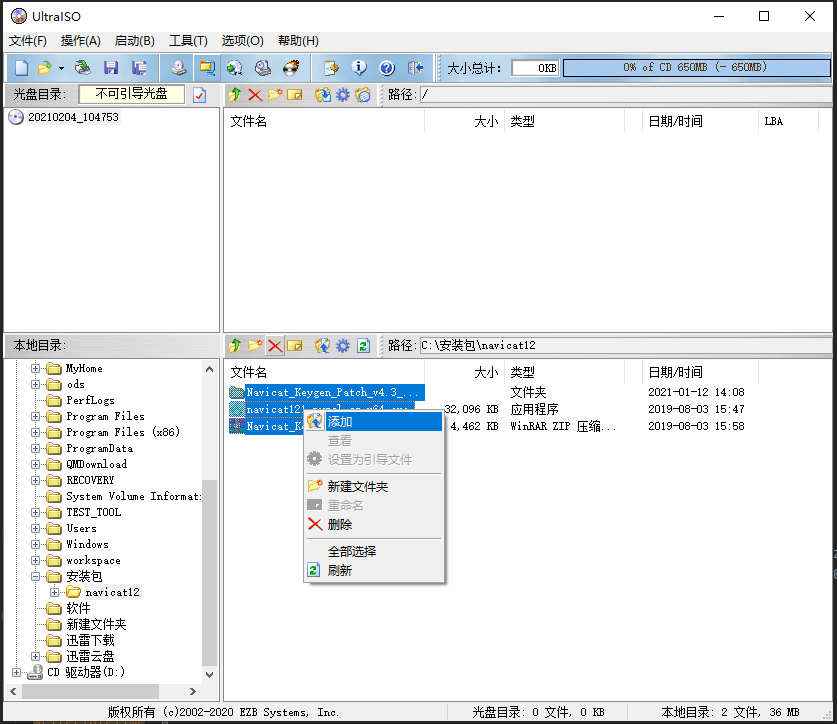 UltraISO
文件(F) 操作(A) 启动(B) 工具(T) 选项(O) 帮助(H)
大小总计: 0KB 0% of CD 650MB (- 650MB)
光盘目录: 不可引导光盘 路径: /
20210204_104753
文件名 大小 类型 日期/时间 LBA
本地目录: 路径: C:\安装包\navicat12
MyHome
ods
PerfLogs
Program Files
Program Files (x86)
ProgramData
QMDownload
RECOVERY
System Volume Informat:
TEST_TOOL
Users
Windows
workspace
安装包
navicat12
软件
新建文件夹
迅雷下载
迅雷云盘
CD 驱动器(D:)
文件名 大小 类型 日期/时间
Navicat_Keygen_Patch_v4.3_... 文件夹 2021-01-12 14:08
32,096 KB 应用程序 2019-08-03 15:47
Navicat_Ke 4,462 KB WinRAR ZIP 压缩... 2019-08-03 15:58
添加
查看
设置为引导文件
新建文件夹
重命名
删除
全部选择
刷新
版权所有 (c)2002-2020 EZB Systems, Inc. 光盘目录: 0 文件, 0 KB 本地目录: 2 文件, 36 MB